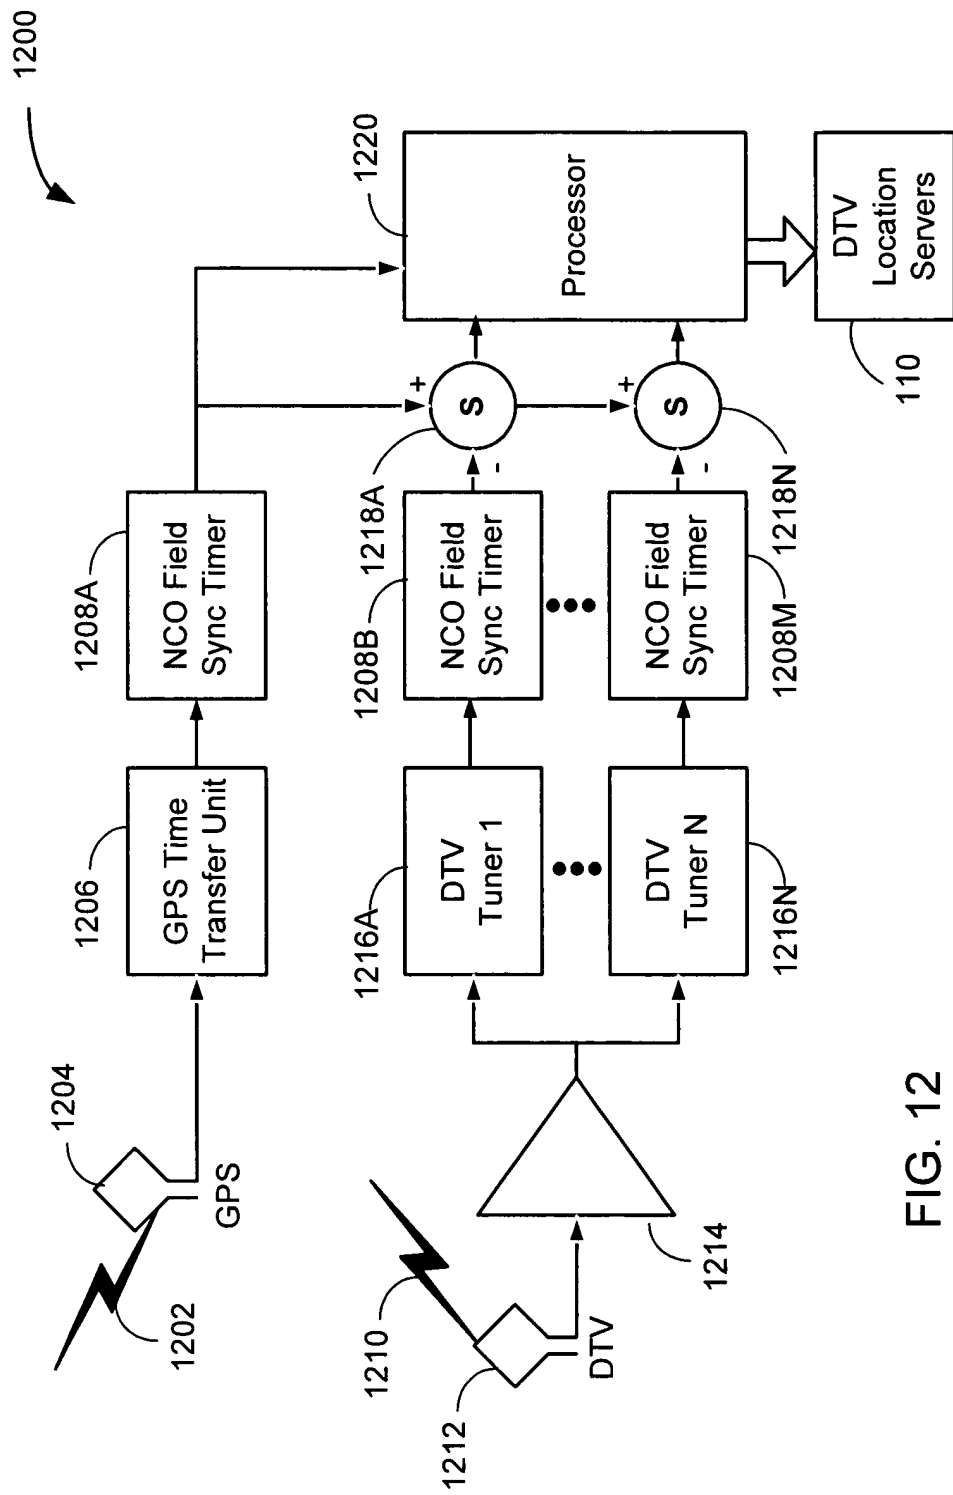 1200
1204
GPS
1202
1206
GPS Time
Transfer Unit
1208A
NCO Field
Sync Timer
1210
1212
DTV
1214
1216A
DTV
Tuner 1
1208B
NCO Field
Sync Timer
1218A
+
S
-
1216N
DTV
Tuner N
1208M
NCO Field
Sync Timer
1218N
+
S
-
1220
Processor
110
DTV
Location
Servers
FIG. 12